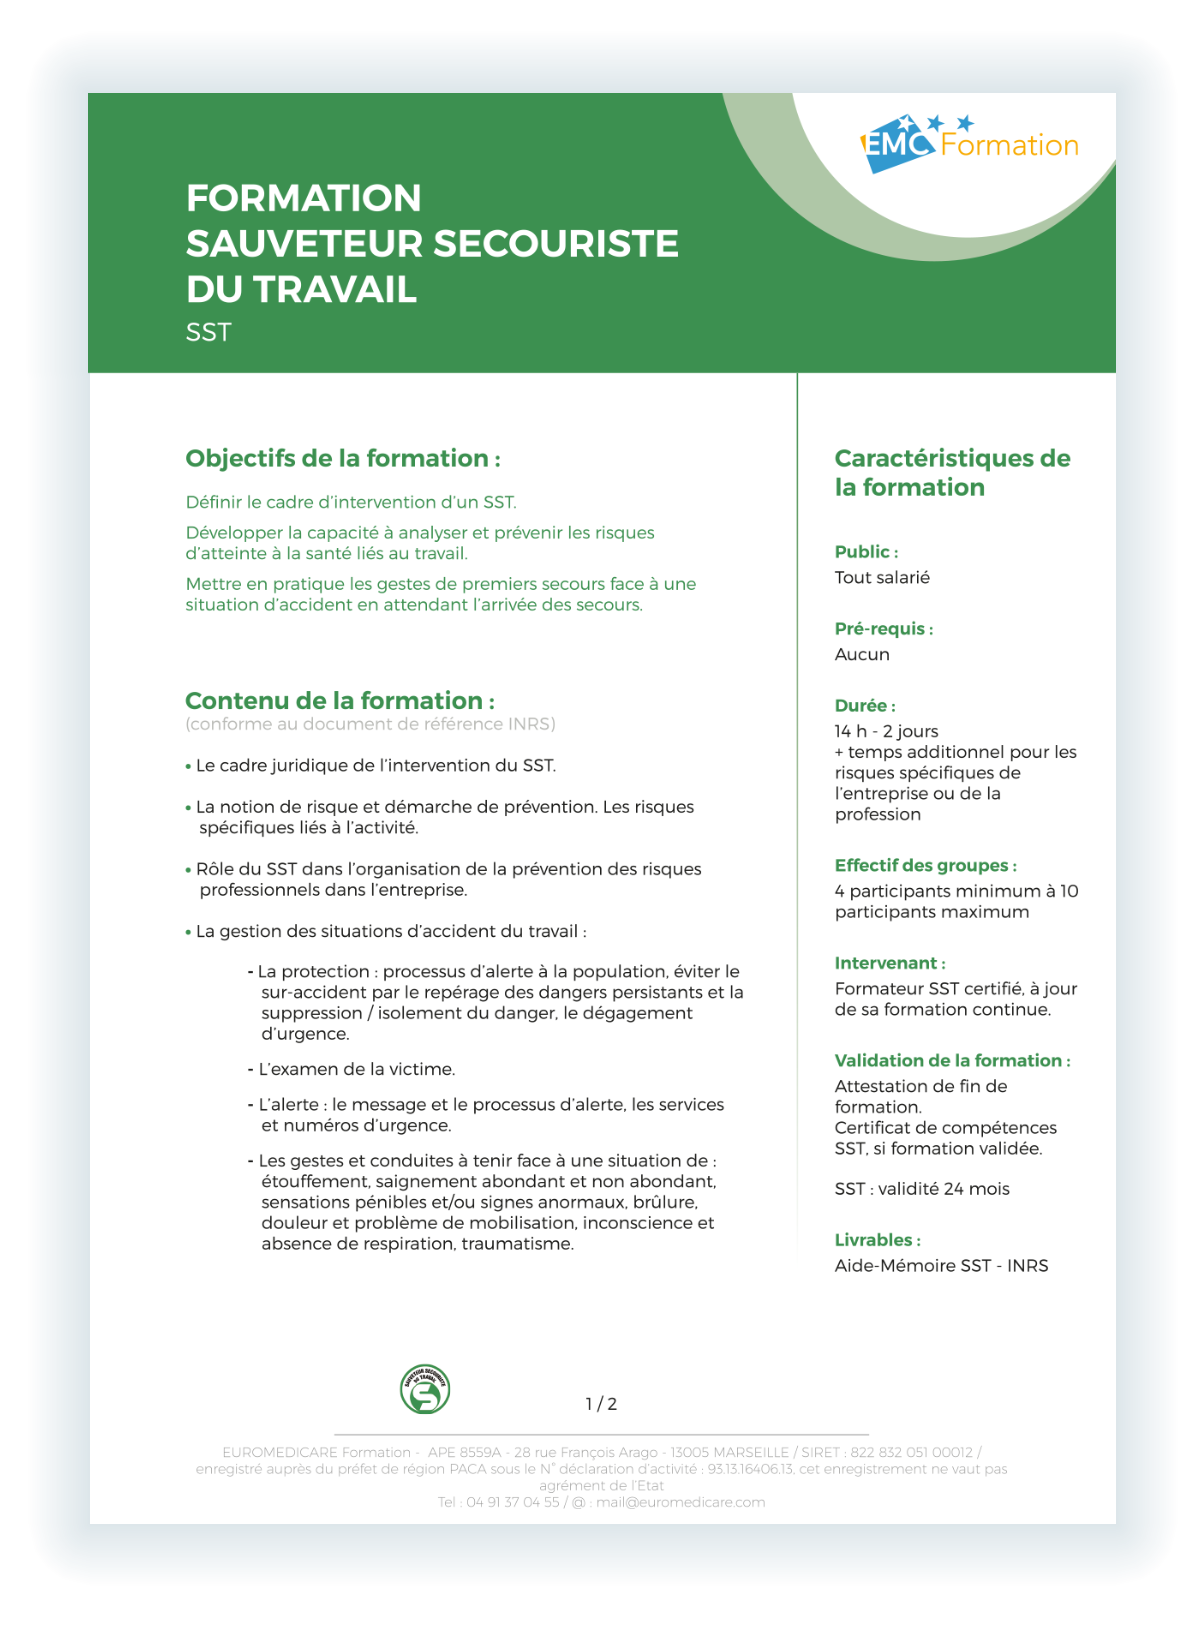 EMC Formation
FORMATION
SAUVETEUR SECOURISTE
DU TRAVAIL
SST
Objectifs de la formation :
Définir le cadre d’intervention d’un SST.
Développer la capacité à analyser et prévenir les risques
d’atteinte à la santé liés au travail.
Mettre en pratique les gestes de premiers secours face à une
situation d’accident en attendant l’arrivée des secours.
Contenu de la formation :
(conforme au document de référence INRS)
• Le cadre juridique de l’intervention du SST.
• La notion de risque et démarche de prévention. Les risques
spécifiques liés à l’activité.
• Rôle du SST dans l’organisation de la prévention des risques
professionnels dans l’entreprise.
• La gestion des situations d’accident du travail :
- La protection : processus d’alerte à la population, éviter le
sur-accident par le repérage des dangers persistants et la
suppression / isolement du danger, le dégagement
d’urgence.
- L’examen de la victime.
- L’alerte : le message et le processus d’alerte, les services
et numéros d’urgence.
- Les gestes et conduites à tenir face à une situation de :
étouffement, saignement abondant et non abondant,
sensations pénibles et/ou signes anormaux, brûlure,
douleur et problème de mobilisation, inconscience et
absence de respiration, traumatisme.
Caractéristiques de
la formation
Public :
Tout salarié
Pré-requis :
Aucun
Durée :
14 h - 2 jours
+ temps additionnel pour les
risques spécifiques de
l’entreprise ou de la
profession
Effectif des groupes :
4 participants minimum à 10
participants maximum
Intervenant :
Formateur SST certifié, à jour
de sa formation continue.
Validation de la formation :
Attestation de fin de
formation.
Certificat de compétences
SST, si formation validée.
SST : validité 24 mois
Livrables :
Aide-Mémoire SST - INRS
SAUVETEUR SECOURISTE
DU TRAVAIL
1 / 2
EUROMEDICARE Formation - APE 8559A - 28 rue François Arago - 13005 MARSEILLE / SIRET : 822 832 051 00012 /
enregistré auprès du préfet de région PACA sous le N° déclaration d’activité : 93.13.16406.13, cet enregistrement ne vaut pas
agrément de l’Etat
Tel : 04 91 37 04 55 / @ : mail@euromedicare.com